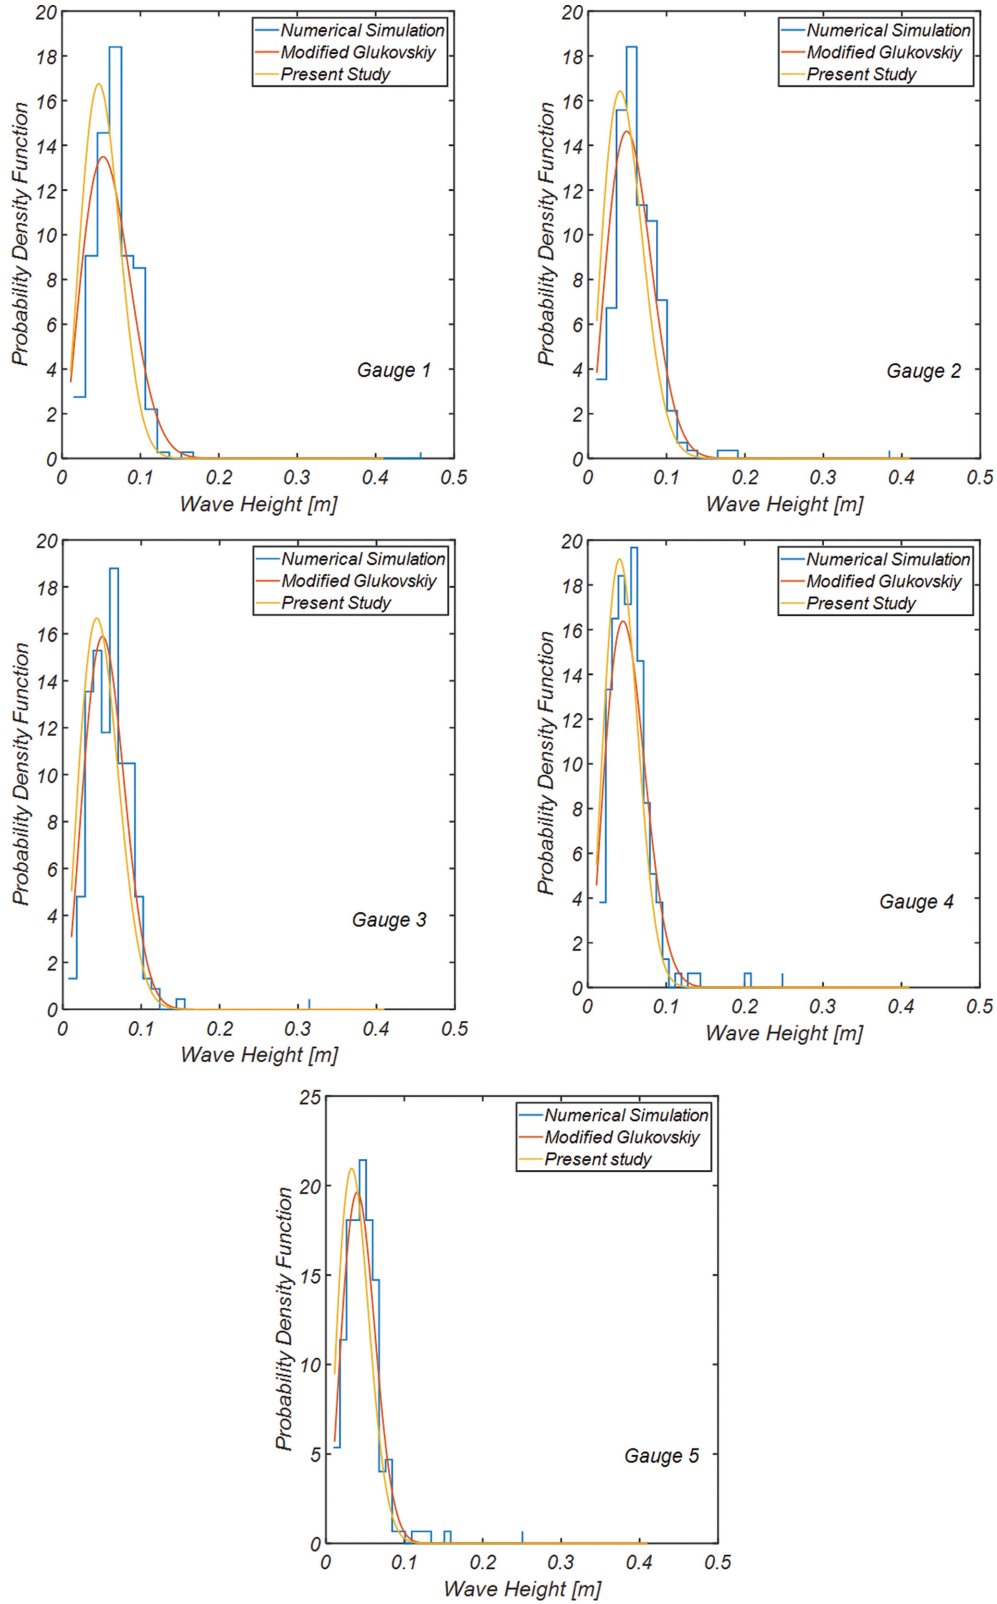 20
18
16
14
12
10
8
6
4
2
0
Probability Density Function
Numerical Simulation
Modified Glukovskiy
Present Study
Gauge 1
0 0.1 0.2 0.3 0.4 0.5
Wave Height [m]
20
18
16
14
12
10
8
6
4
2
0
Probability Density Function
Numerical Simulation
Modified Glukovskiy
Present Study
Gauge 2
0 0.1 0.2 0.3 0.4 0.5
Wave Height [m]
20
18
16
14
12
10
8
6
4
2
0
Probability Density Function
Numerical Simulation
Modified Glukovskiy
Present Study
Gauge 3
0 0.1 0.2 0.3 0.4 0.5
Wave Height [m]
20
18
16
14
12
10
8
6
4
2
0
Probability Density Function
Numerical Simulation
Modified Glukovskiy
Present Study
Gauge 4
0 0.1 0.2 0.3 0.4 0.5
Wave Height [m]
25
20
15
10
5
0
Probability Density Function
Numerical Simulation
Modified Glukovskiy
Present study
Gauge 5
0 0.1 0.2 0.3 0.4 0.5
Wave Height [m]